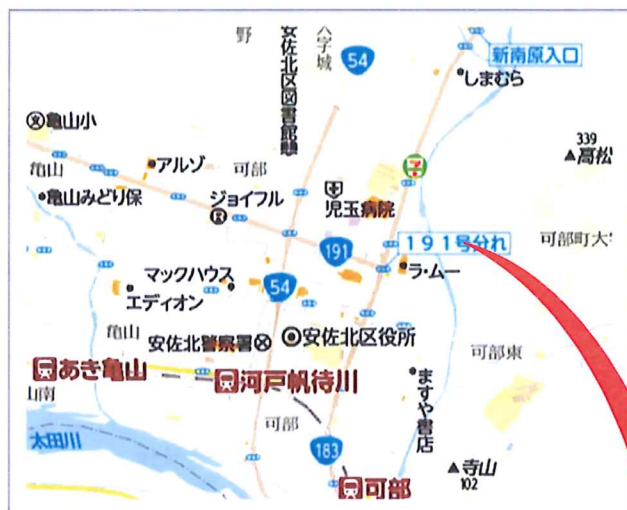 野
八字城
安佐北区図書館
54
新南原入口
しまむら
文
亀山小
亀山
アルゾ
可部
亀山みどり保
ジョイフル
児玉病院
339
高松
191
191号分れ
可部町大
マックハウス
エディオン
54
ラ・ムー
亀山
安佐北警察署
安佐北区役所
可部東
あき亀山
河戸帆待川
山南
可部
ますや書店
太田川
183
可部
寺山
102